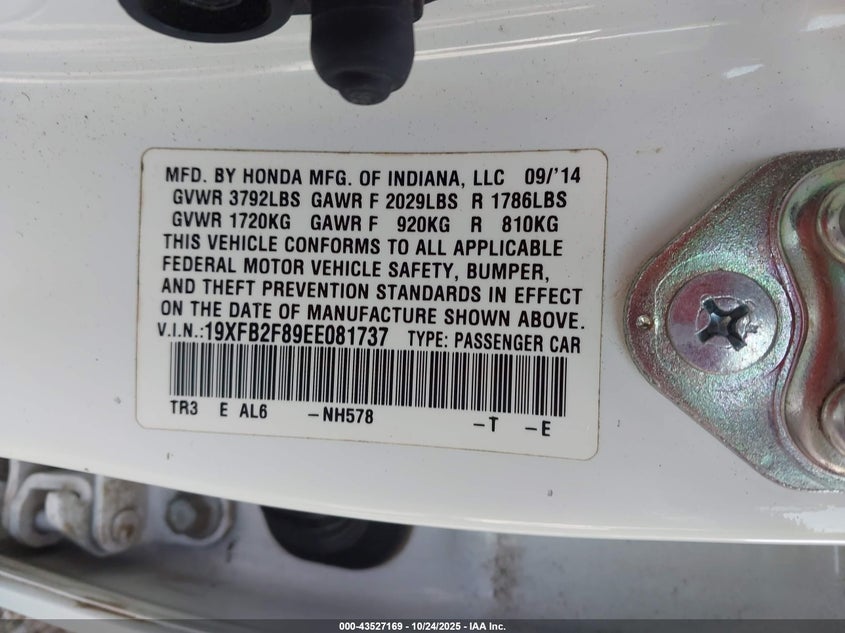 MFD. BY HONDA MFG. OF INDIANA, LLC 09/'14
GVWR 3792LBS GAWR F 2029LBS R 1786LBS
GVWR 1720KG GAWR F 920KG R 810KG
THIS VEHICLE CONFORMS TO ALL APPLICABLE
FEDERAL MOTOR VEHICLE SAFETY, BUMPER,
AND THEFT PREVENTION STANDARDS IN EFFECT
ON THE DATE OF MANUFACTURE SHOWN ABOVE.
V.I.N.:19XFB2F89EE081737 TYPE: PASSENGER CAR
TR3 E AL6 -NH578 -T -E
000-43527169 - 10/24/2025 - IAA Inc.